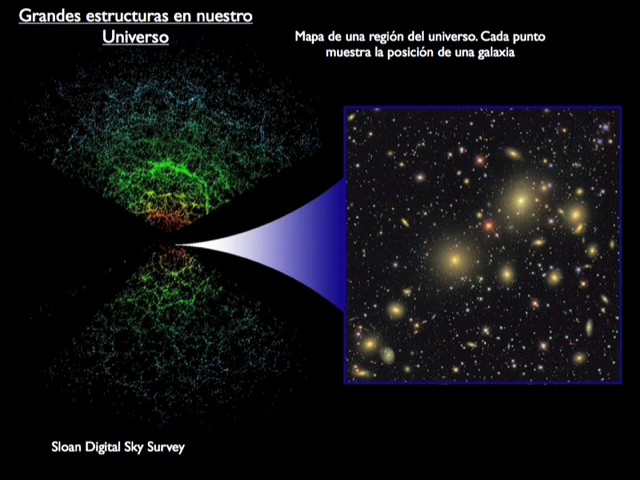 Grandes estructuras en nuestro
Universo
Mapa de una región del universo. Cada punto
muestra la posición de una galaxia
Sloan Digital Sky Survey